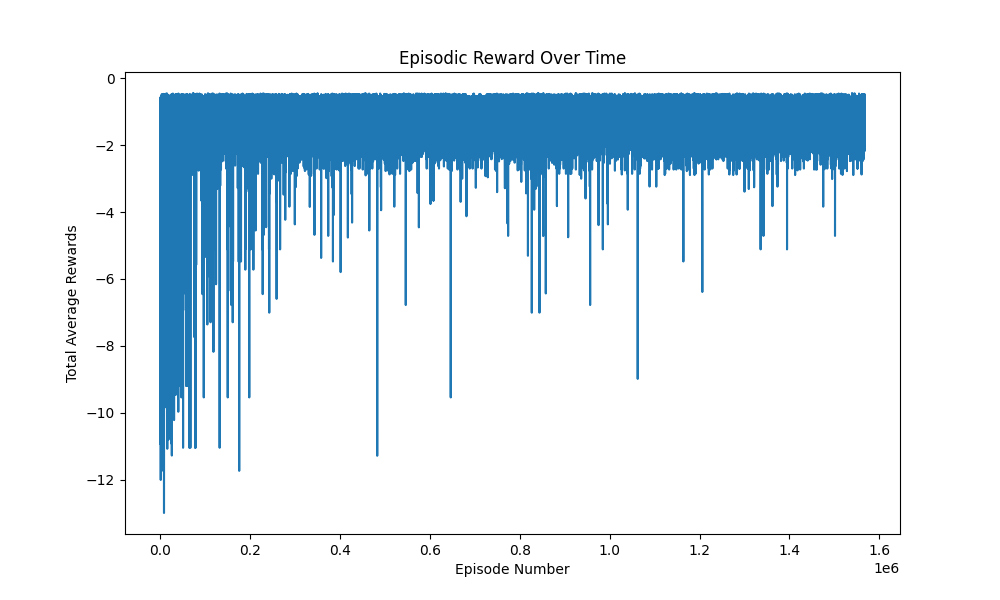 Episodic Reward Over Time
Total Average Rewards
0
−2
−4
−6
−8
−10
−12
0.0 0.2 0.4 0.6 0.8 1.0 1.2 1.4 1.6
1e6
Episode Number